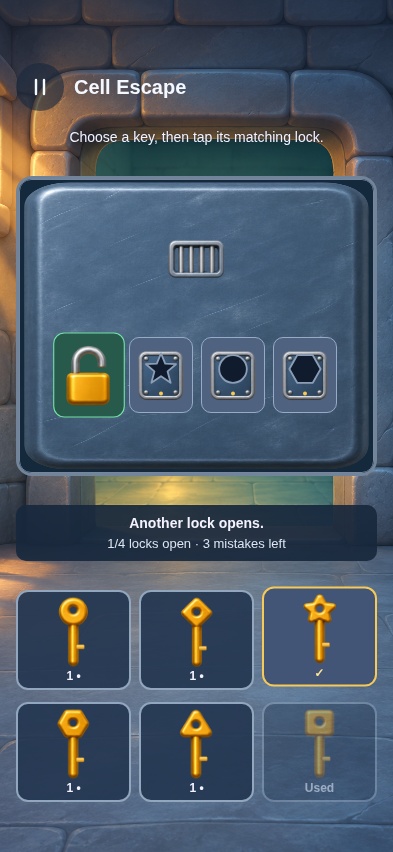 Cell Escape
Choose a key, then tap its matching lock.
Another lock opens.
1/4 locks open · 3 mistakes left
1 •
1 •
✓
1 •
1 •
Used